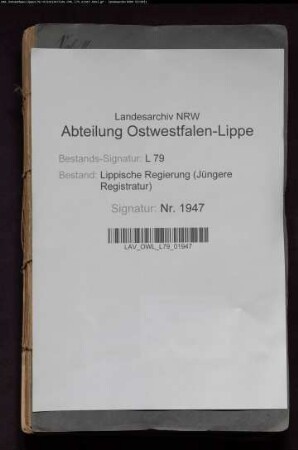 Landesarchiv NRW
Abteilung Ostwestfalen-Lippe
Bestands-Signatur: L 79
Bestand: Lippische Regierung (Jüngere
Registratur)
Signatur: Nr. 1947
LAV_OWL_L79_01947